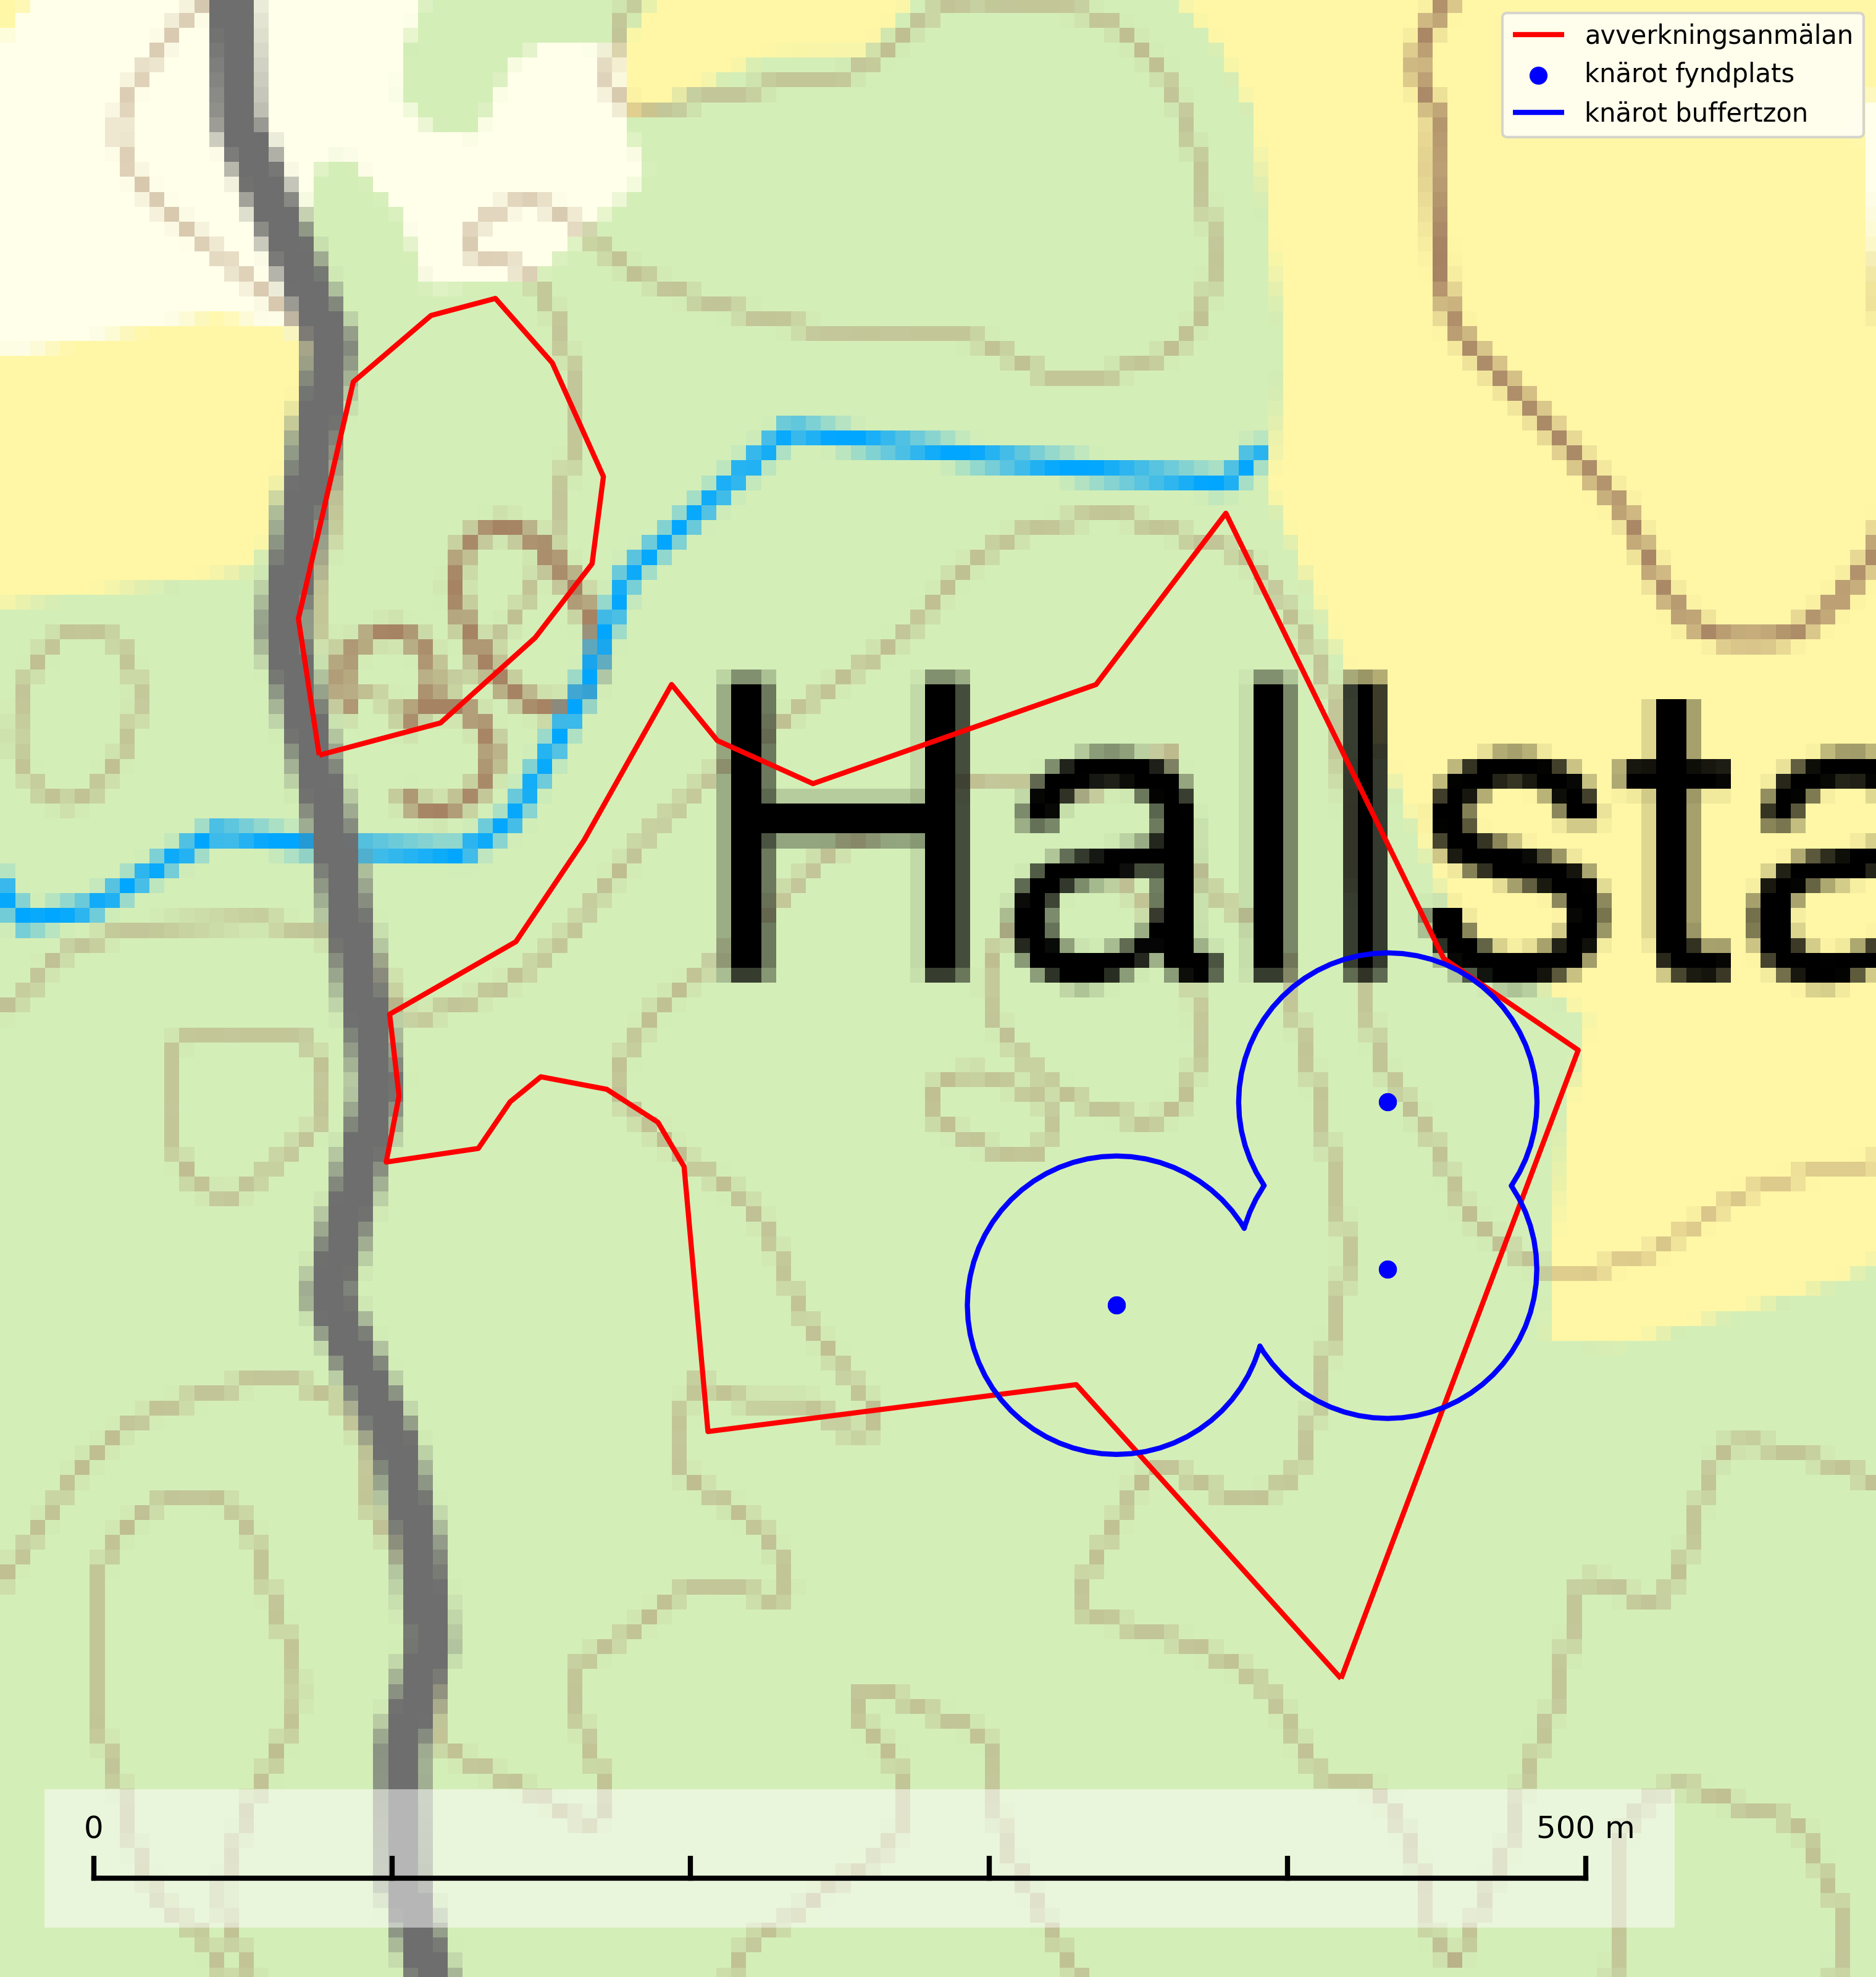 avverkningsanmälan
knärot fyndplats
knärot buffertzon
Hallsta
0 500 m